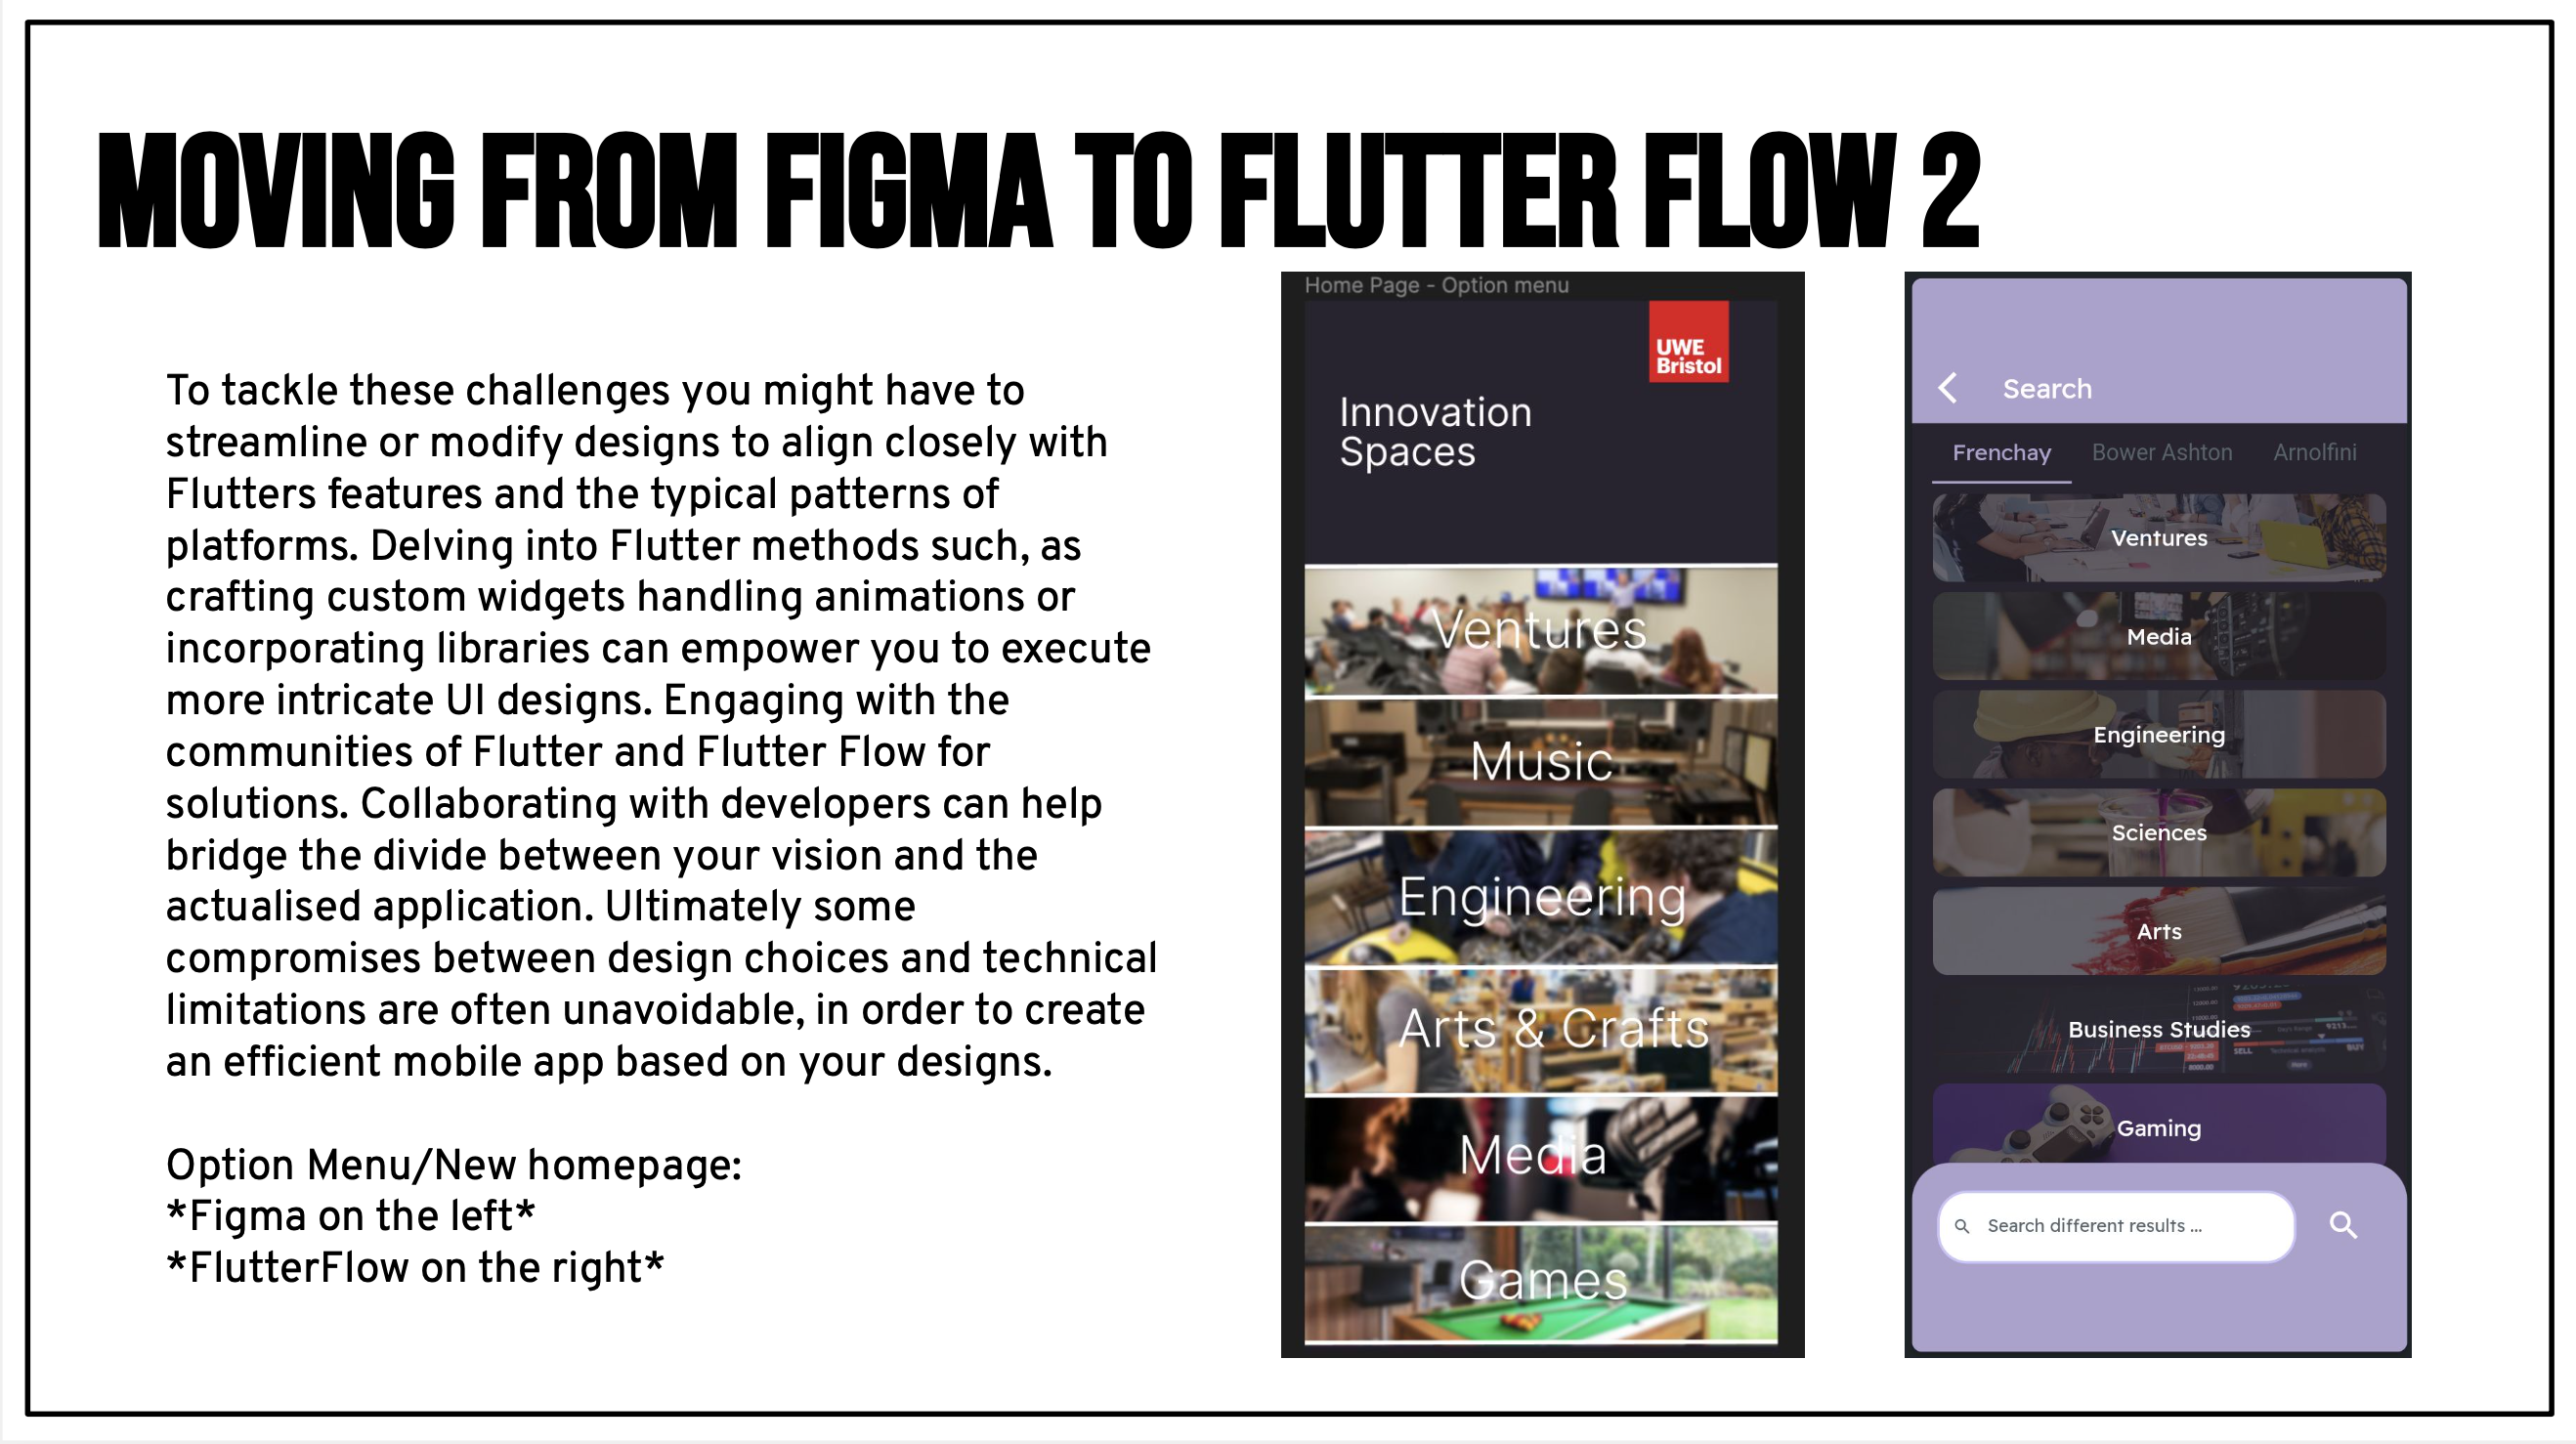 MOVING FROM FIGMA TO FLUTTER FLOW 2
To tackle these challenges you might have to
streamline or modify designs to align closely with
Flutters features and the typical patterns of
platforms. Delving into Flutter methods such, as
crafting custom widgets handling animations or
incorporating libraries can empower you to execute
more intricate UI designs. Engaging with the
communities of Flutter and Flutter Flow for
solutions. Collaborating with developers can help
bridge the divide between your vision and the
actualised application. Ultimately some
compromises between design choices and technical
limitations are often unavoidable, in order to create
an efficient mobile app based on your designs.
Option Menu/New homepage:
*Figma on the left*
*FlutterFlow on the right*
Home Page - Option menu
UWE
Bristol
Innovation
Spaces
Ventures
Music
Engineering
Arts & Crafts
Media
Games
Search
Frenchay Bower Ashton Arnolfini
Ventures
Media
Engineering
Sciences
Arts
Business Studies
SELL
BUY
Gaming
Search different results ...